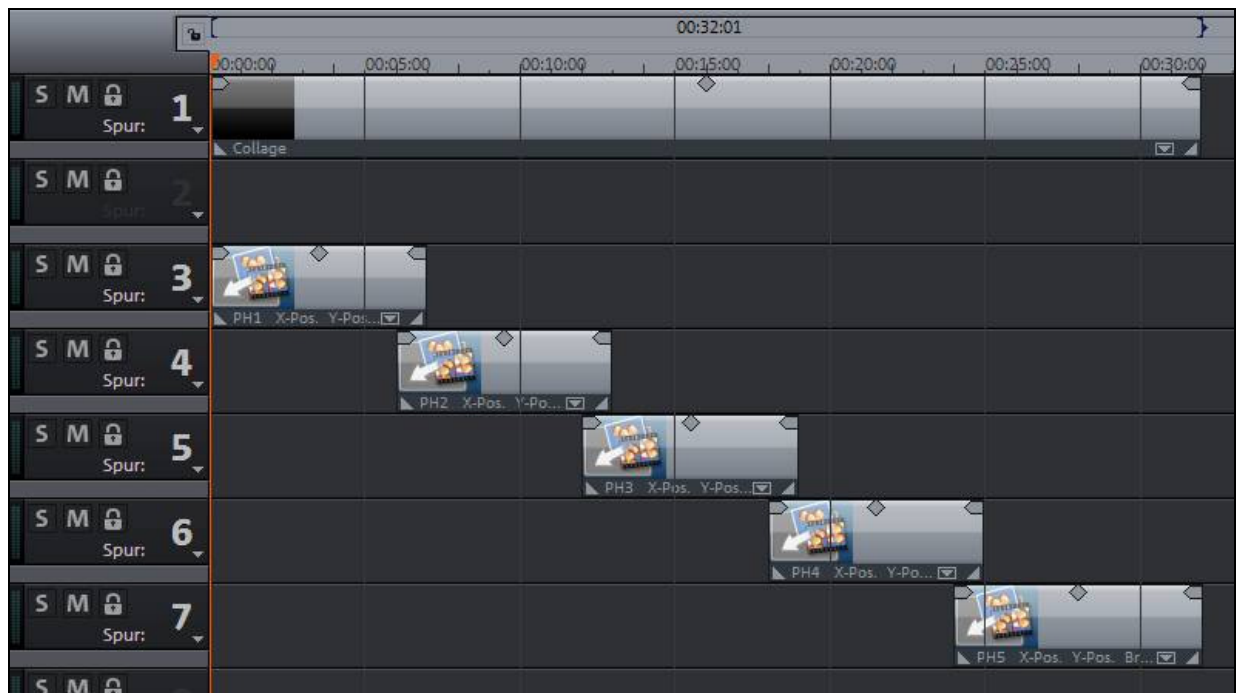 00:32:01
00:00:00 00:05:00 00:10:00 00:15:00 00:20:00 00:25:00 00:30:00
S M 1
Spur:
Collage
S M 2
Spur:
S M 3
Spur:
PH1 X-Pos. Y-Pos...
S M 4
Spur:
PH2 X-Pos. Y-Po...
S M 5
Spur:
PH3 X-Pos. Y-Pos...
S M 6
Spur:
PH4 X-Pos. Y-Po...
S M 7
Spur:
PH5 X-Pos. Y-Pos. Br...
S M